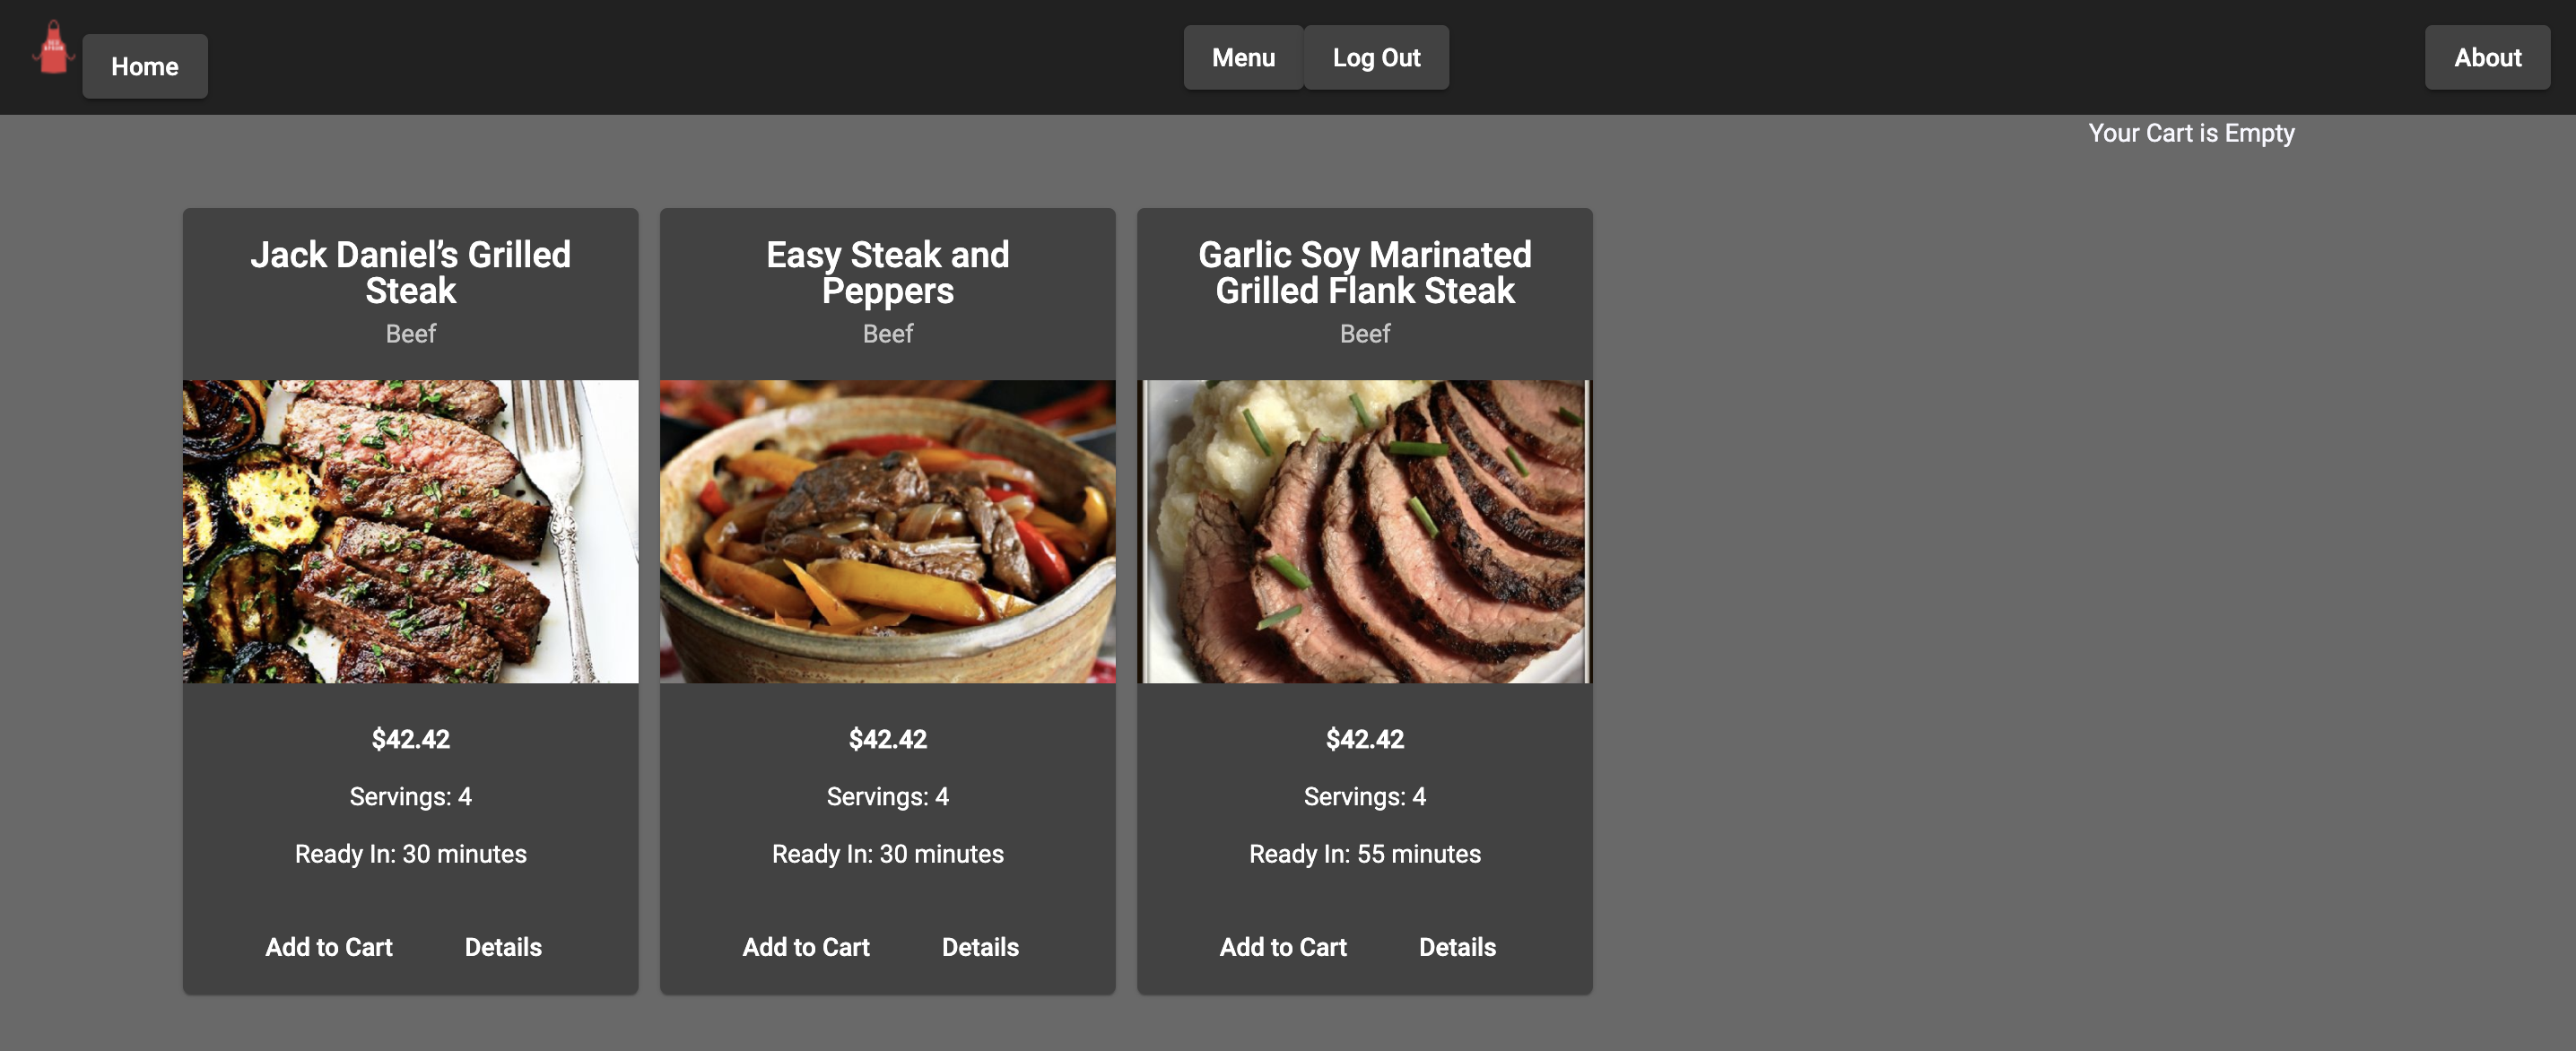 Home
Menu
Log Out
About
Your Cart is Empty
Jack Daniel’s Grilled
Steak
Beef
$42.42
Servings: 4
Ready In: 30 minutes
Add to Cart
Details
Easy Steak and
Peppers
Beef
$42.42
Servings: 4
Ready In: 30 minutes
Add to Cart
Details
Garlic Soy Marinated
Grilled Flank Steak
Beef
$42.42
Servings: 4
Ready In: 55 minutes
Add to Cart
Details